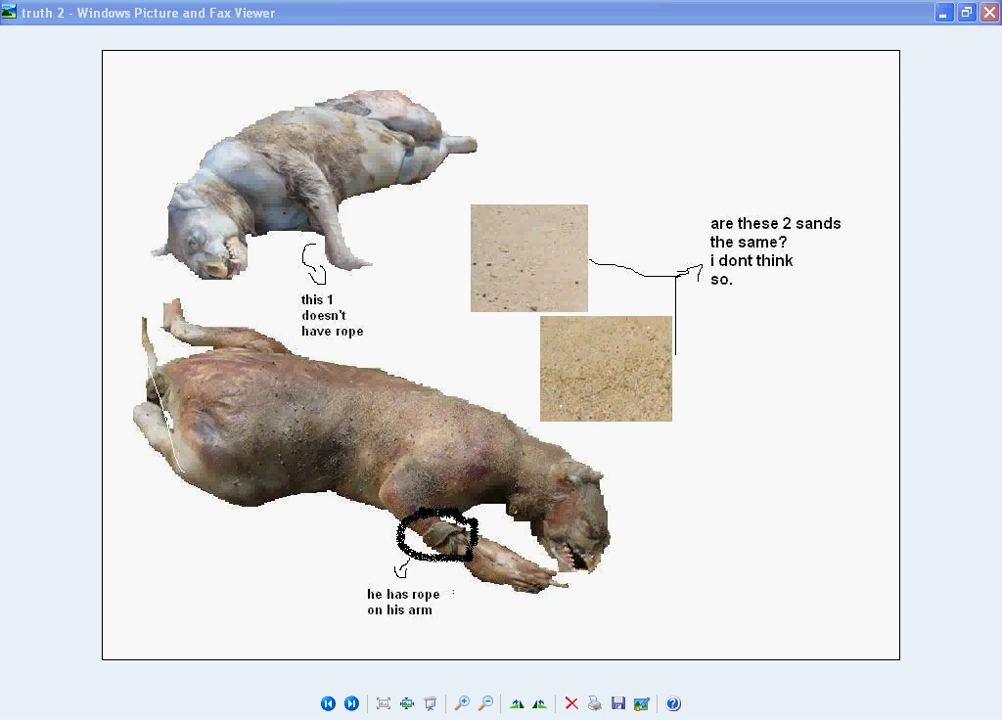 truth 2 - Windows Picture and Fax Viewer
are these 2 sands
the same?
i dont think
so.
this 1
doesn't
have rope
he has rope
on his arm